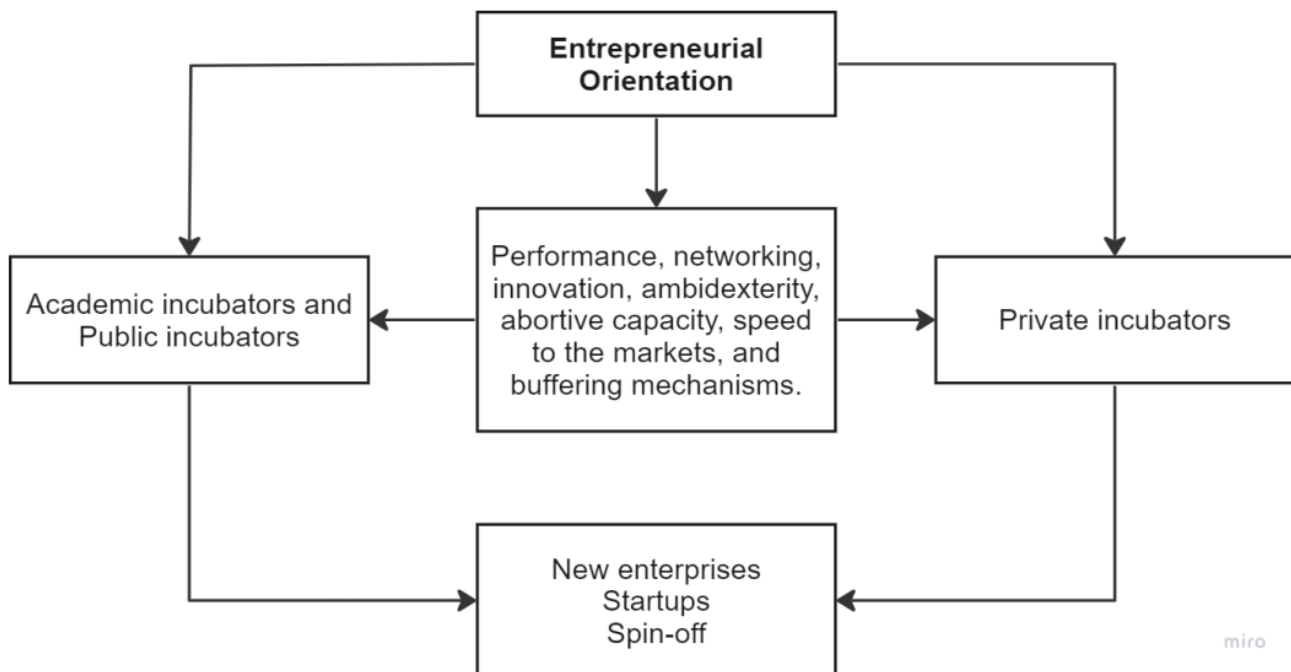 Entrepreneurial
Orientation
Academic incubators and
Public incubators
Performance, networking,
innovation, ambidexterity,
abortive capacity, speed
to the markets, and
buffering mechanisms.
Private incubators
New enterprises
Startups
Spin-off
miro